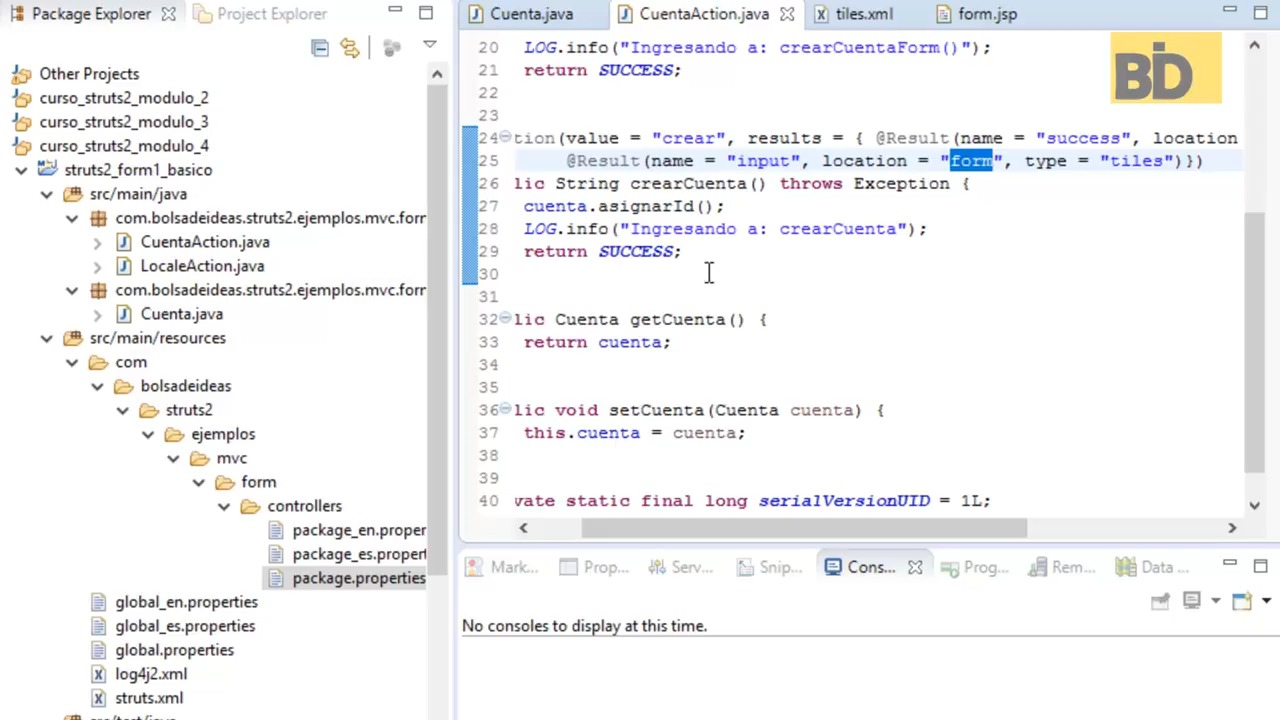 Package Explorer
Project Explorer
Other Projects
curso_struts2_modulo_2
curso_struts2_modulo_3
curso_struts2_modulo_4
struts2_form1_basico
src/main/java
com.bolsadeideas.struts2.ejemplos.mvc.forr
CuentaAction.java
LocaleAction.java
com.bolsadeideas.struts2.ejemplos.mvc.forr
Cuenta.java
src/main/resources
com
bolsadeideas
struts2
ejemplos
mvc
form
controllers
package_en.proper
package_es.propert
package.properties
global_en.properties
global_es.properties
global.properties
log4j2.xml
struts.xml
Cuenta.java
CuentaAction.java
tiles.xml
form.jsp
BiD
20 LOG.info("Ingresando a: crearCuentaForm()");
21 return SUCCESS;
22
23
24 tion(value = "crear", results = { @Result(name = "success", location
25 @Result(name = "input", location = "form", type = "tiles")})
26 lic String crearCuenta() throws Exception {
27 cuenta.asignarId();
28 LOG.info("Ingresando a: crearCuenta");
29 return SUCCESS;
30
31
32 lic Cuenta getCuenta() {
33 return cuenta;
34
35
36 lic void setCuenta(Cuenta cuenta) {
37 this.cuenta = cuenta;
38
39
40 vate static final long serialVersionUID = 1L;
Mark...
Prop...
Serv...
Snip...
Cons...
Prog...
Rem...
Data ...
No consoles to display at this time.